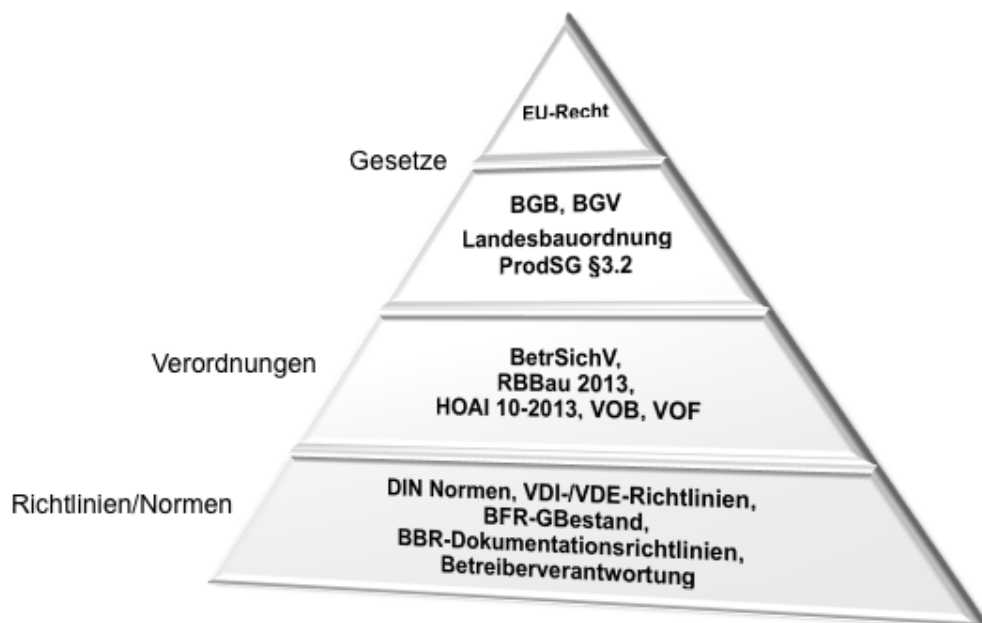 EU-Recht
Gesetze
BGB, BGV
Landesbauordnung
ProdSG §3.2
Verordnungen
BetrSichV,
RBBau 2013,
HOAI 10-2013, VOB, VOF
Richtlinien/Normen
DIN Normen, VDI-/VDE-Richtlinien,
BFR-GBestand,
BBR-Dokumentationsrichtlinien,
Betreiberverantwortung